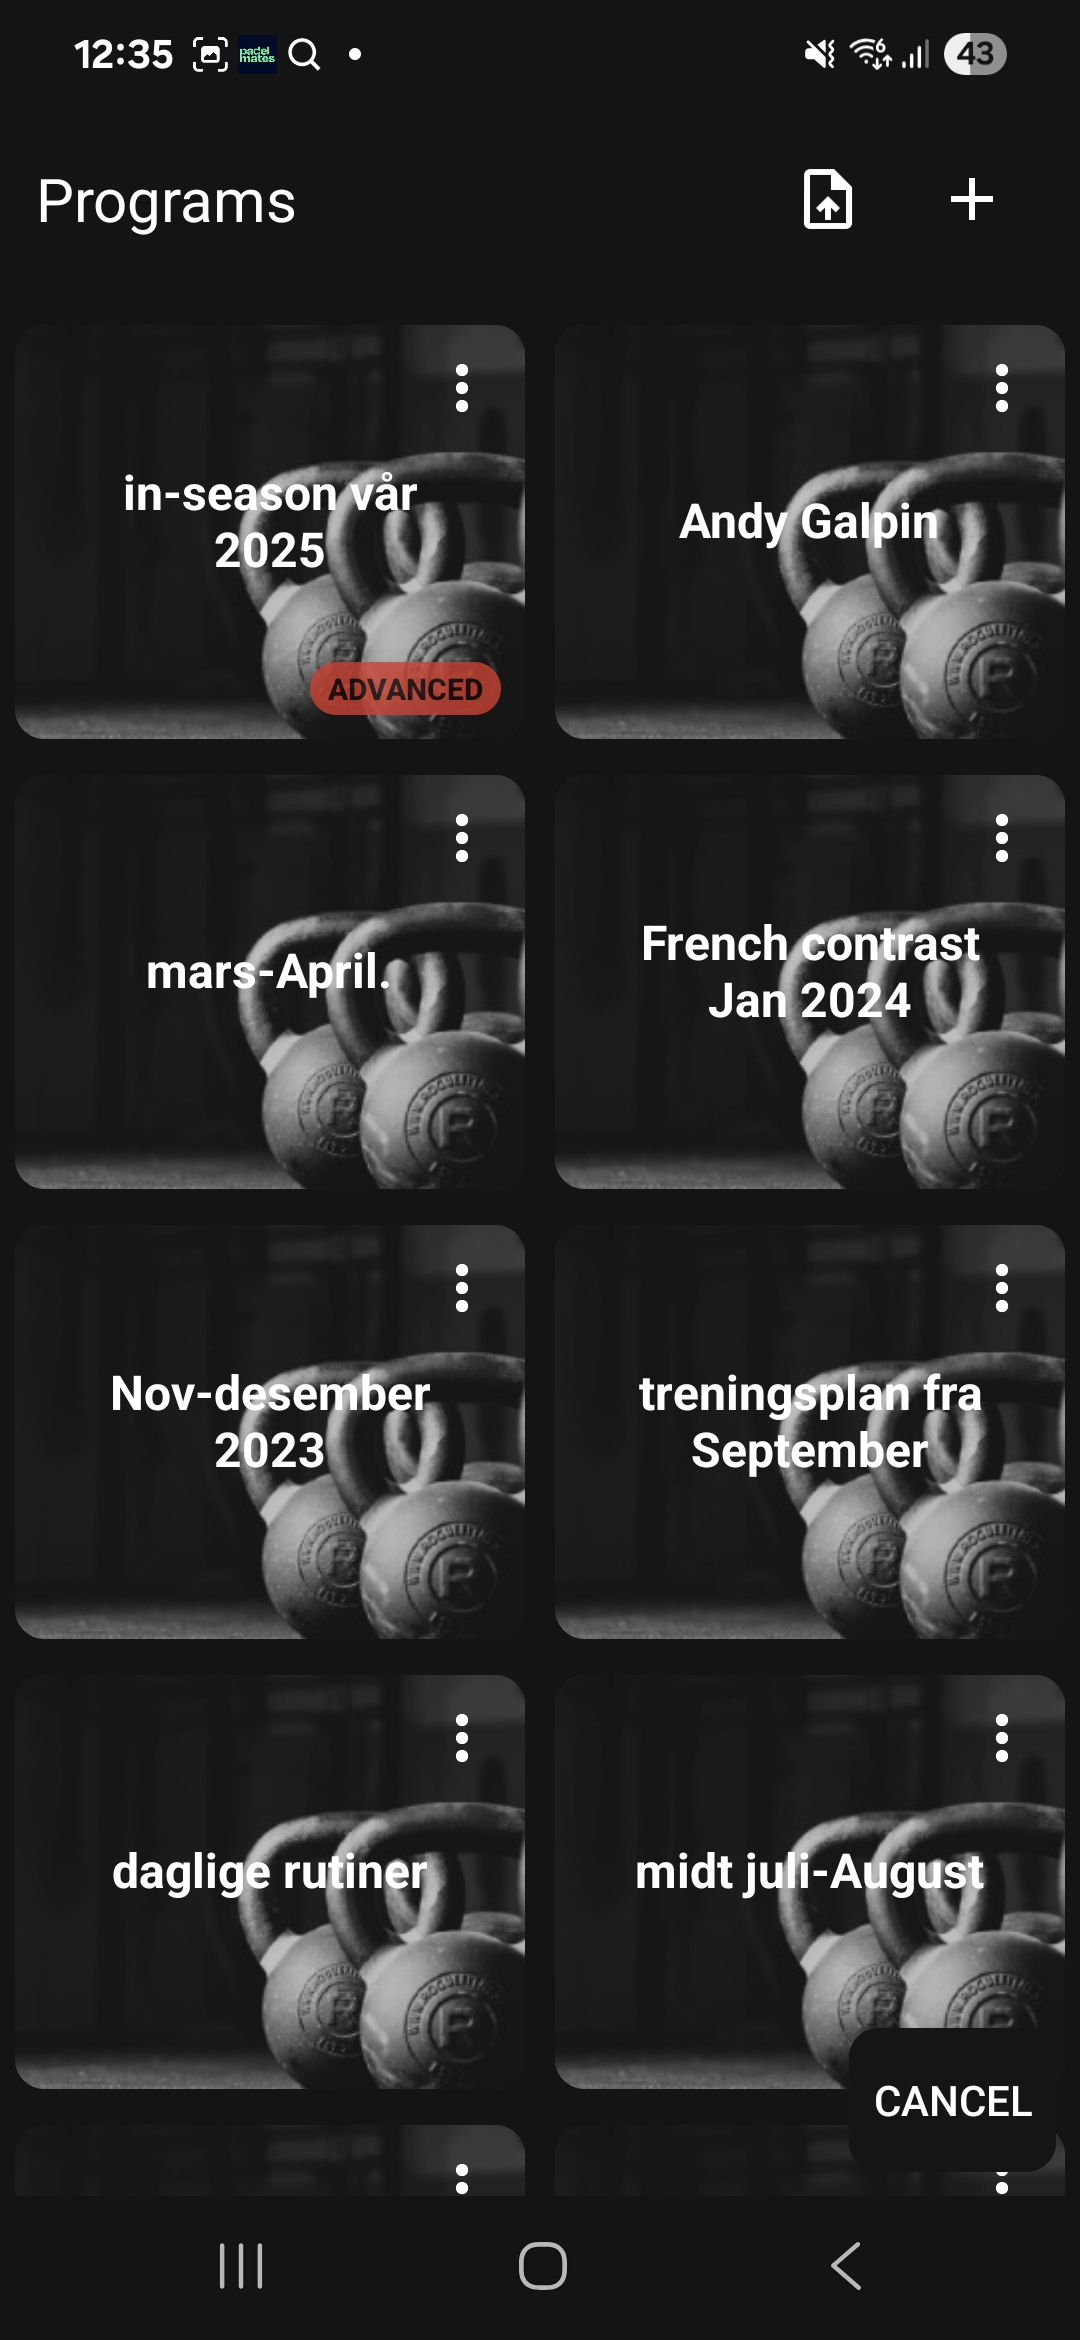 12:35
padel
mates
6
43
Programs
in-season vår
2025
ADVANCED
Andy Galpin
mars-April.
French contrast
Jan 2024
Nov-desember
2023
treningsplan fra
September
daglige rutiner
midt juli-August
CANCEL